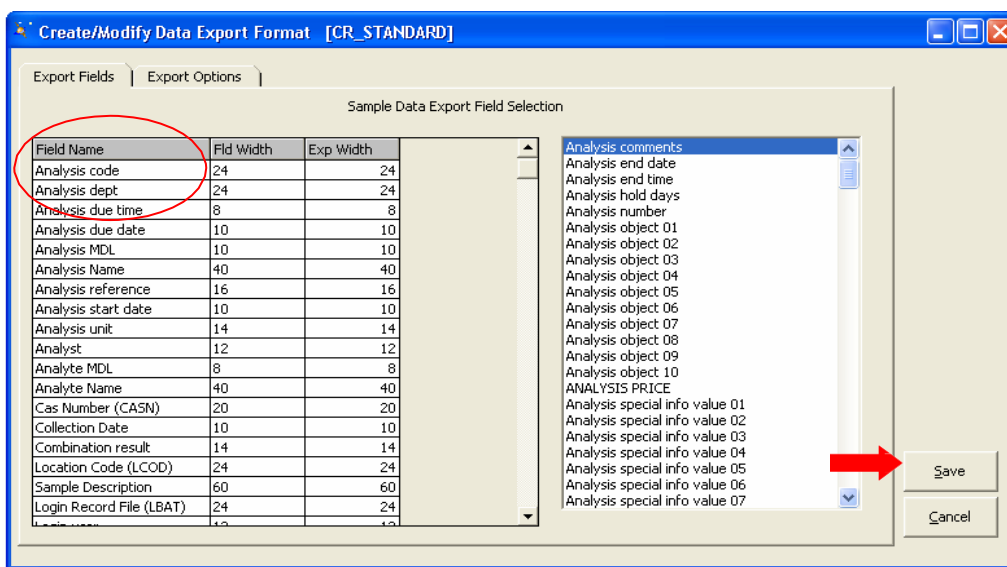 Create/Modify Data Export Format [CR_STANDARD]
Export Fields
Export Options
Sample Data Export Field Selection
Field Name Fld Width Exp Width
Analysis code 24 24
Analysis dept 24 24
Analysis due time 8 8
Analysis due date 10 10
Analysis MDL 10 10
Analysis Name 40 40
Analysis reference 16 16
Analysis start date 10 10
Analysis unit 14 14
Analyst 12 12
Analyte MDL 8 8
Analyte Name 40 40
Cas Number (CASN) 20 20
Collection Date 10 10
Combination result 14 14
Location Code (LCOD) 24 24
Sample Description 60 60
Login Record File (LBAT) 24 24
Analysis comments
Analysis end date
Analysis end time
Analysis hold days
Analysis number
Analysis object 01
Analysis object 02
Analysis object 03
Analysis object 04
Analysis object 05
Analysis object 06
Analysis object 07
Analysis object 08
Analysis object 09
Analysis object 10
ANALYSIS PRICE
Analysis special info value 01
Analysis special info value 02
Analysis special info value 03
Analysis special info value 04
Analysis special info value 05
Analysis special info value 06
Analysis special info value 07
Save
Cancel